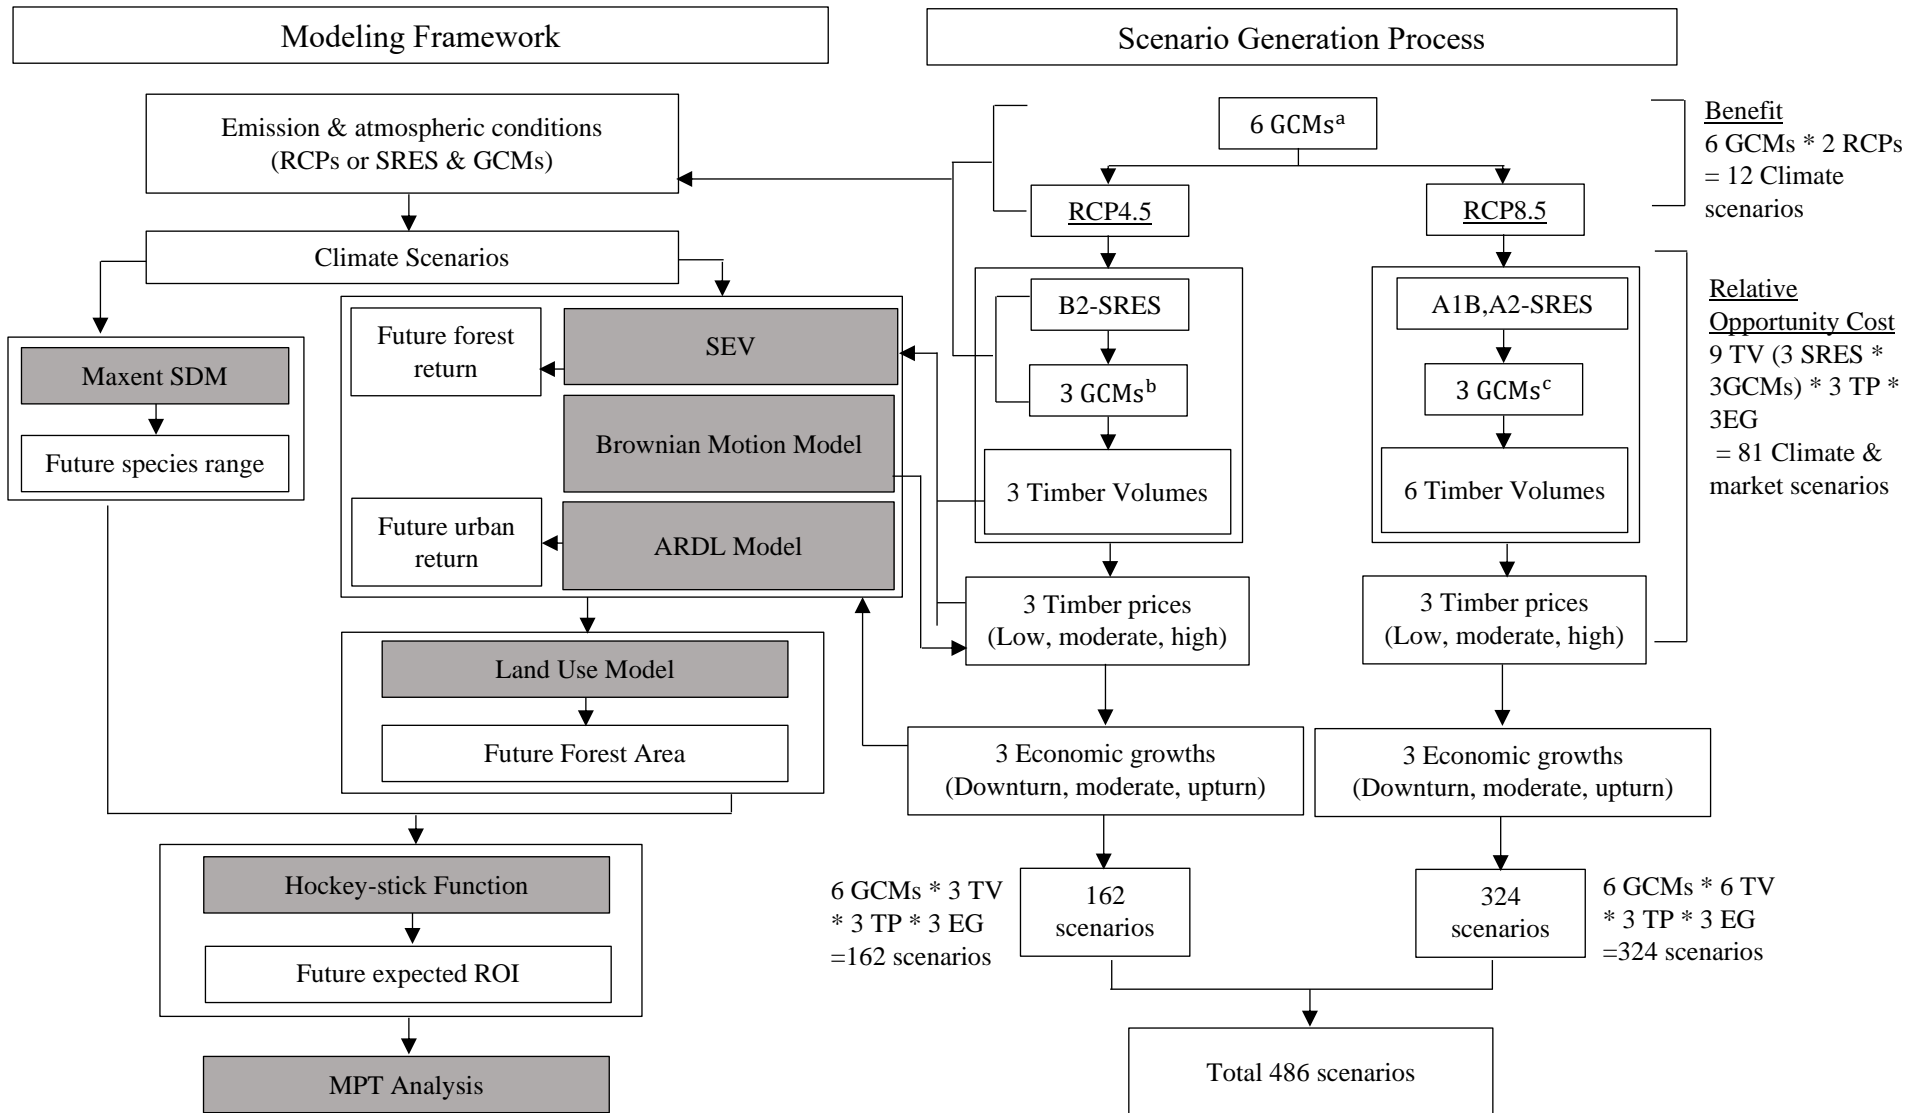 Modeling Framework
Emission & atmospheric conditions
(RCPs or SRES & GCMs)
Climate Scenarios
Maxent SDM
Future species range
Future forest
return
SEV
Brownian Motion Model
Future urban
return
ARDL Model
Land Use Model
Future Forest Area
Hockey-stick Function
Future expected ROI
MPT Analysis
Scenario Generation Process
6 GCMsᵃ
RCP4.5
RCP8.5
Benefit
6 GCMs * 2 RCPs
= 12 Climate
scenarios
B2-SRES
3 GCMsᵇ
3 Timber Volumes
A1B,A2-SRES
3 GCMsᶜ
6 Timber Volumes
Relative
Opportunity Cost
9 TV (3 SRES *
3GCMs) * 3 TP *
3EG
= 81 Climate &
market scenarios
3 Timber prices
(Low, moderate, high)
3 Timber prices
(Low, moderate, high)
3 Economic growths
(Downturn, moderate, upturn)
3 Economic growths
(Downturn, moderate, upturn)
6 GCMs * 3 TV
* 3 TP * 3 EG
=162 scenarios
162
scenarios
324
scenarios
6 GCMs * 6 TV
* 3 TP * 3 EG
=324 scenarios
Total 486 scenarios